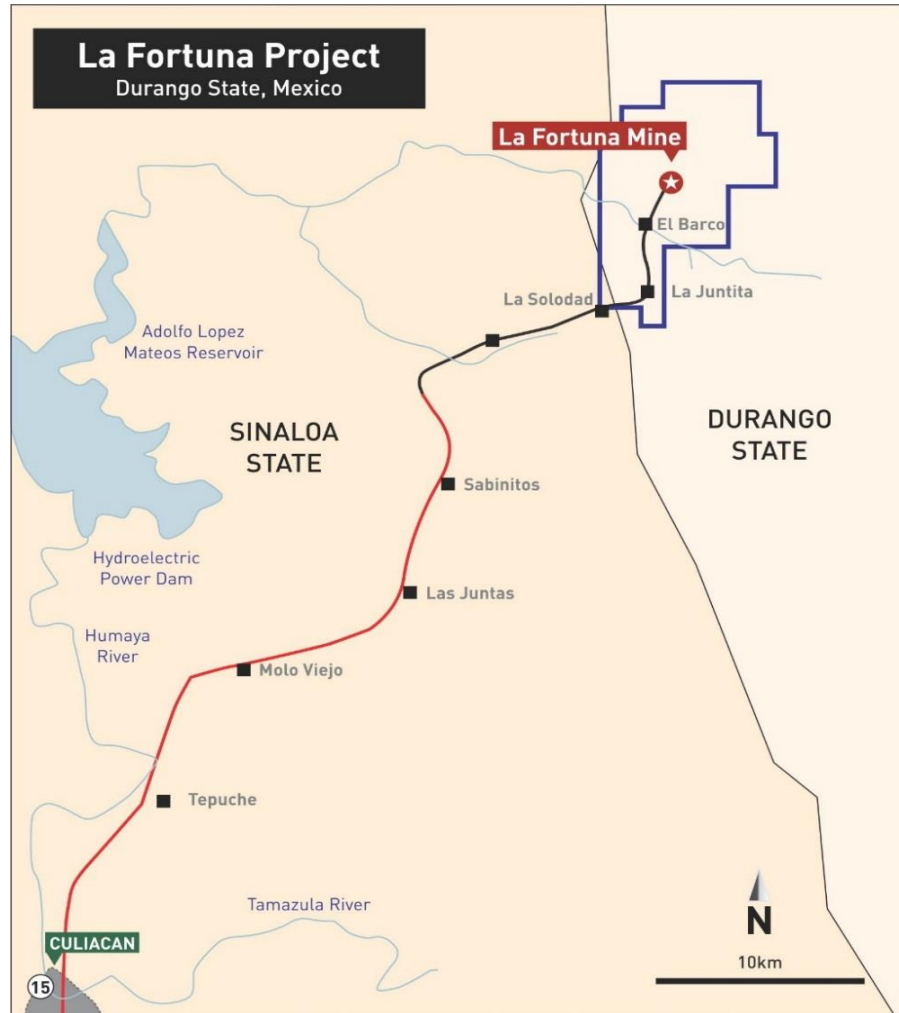 La Fortuna Project
Durango State, Mexico
La Fortuna Mine
El Barco
La Juntita
La Solodad
Adolfo Lopez
Mateos Reservoir
SINALOA
STATE
DURANGO
STATE
Sabinitos
Hydroelectric
Power Dam
Las Juntas
Humaya
River
Molo Viejo
Tepuche
Tamazula River
N
CULIACAN
10km
15